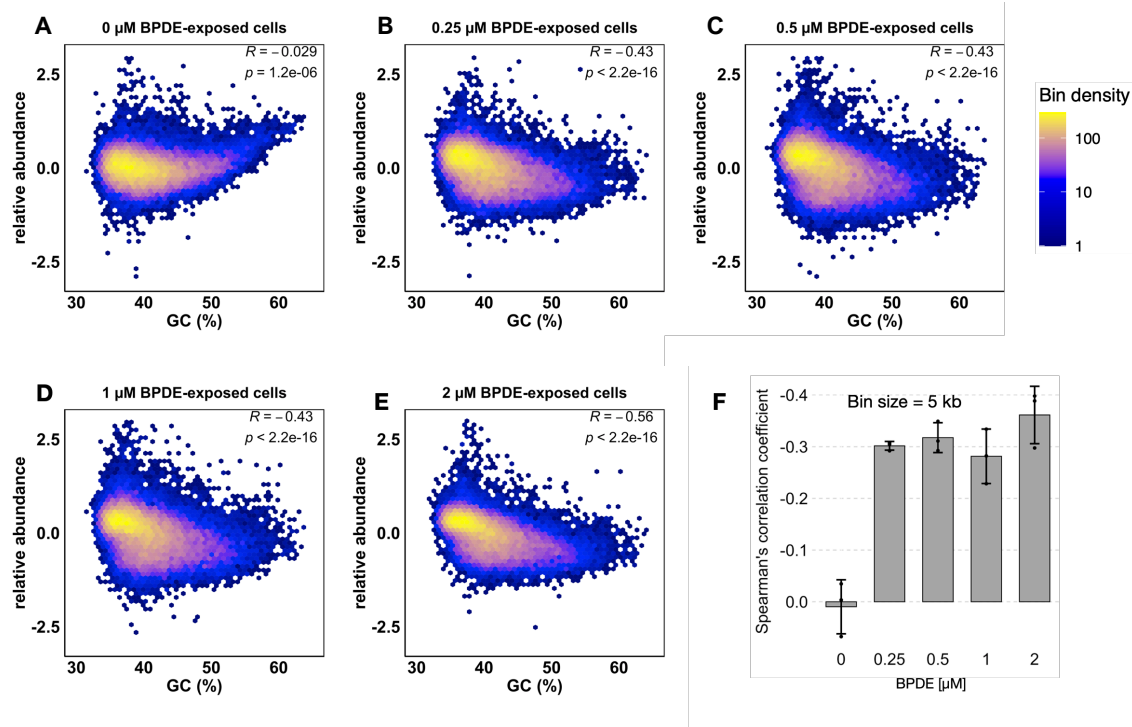 A
0 µM BPDE-exposed cells
R = −0.029
p = 1.2e-06
relative abundance
2.5
0.0
-2.5
30 40 50 60
GC (%)
B
0.25 µM BPDE-exposed cells
R = −0.43
p < 2.2e-16
relative abundance
2.5
0.0
-2.5
30 40 50 60
GC (%)
C
0.5 µM BPDE-exposed cells
R = −0.43
p < 2.2e-16
relative abundance
2.5
0.0
-2.5
30 40 50 60
GC (%)
Bin density
100
10
1
D
1 µM BPDE-exposed cells
R = −0.43
p < 2.2e-16
relative abundance
2.5
0.0
-2.5
30 40 50 60
GC (%)
E
2 µM BPDE-exposed cells
R = −0.56
p < 2.2e-16
relative abundance
2.5
0.0
-2.5
30 40 50 60
GC (%)
F
Bin size = 5 kb
Spearman's correlation coefficient
-0.4
-0.3
-0.2
-0.1
0.0
0 0.25 0.5 1 2
BPDE [µM]